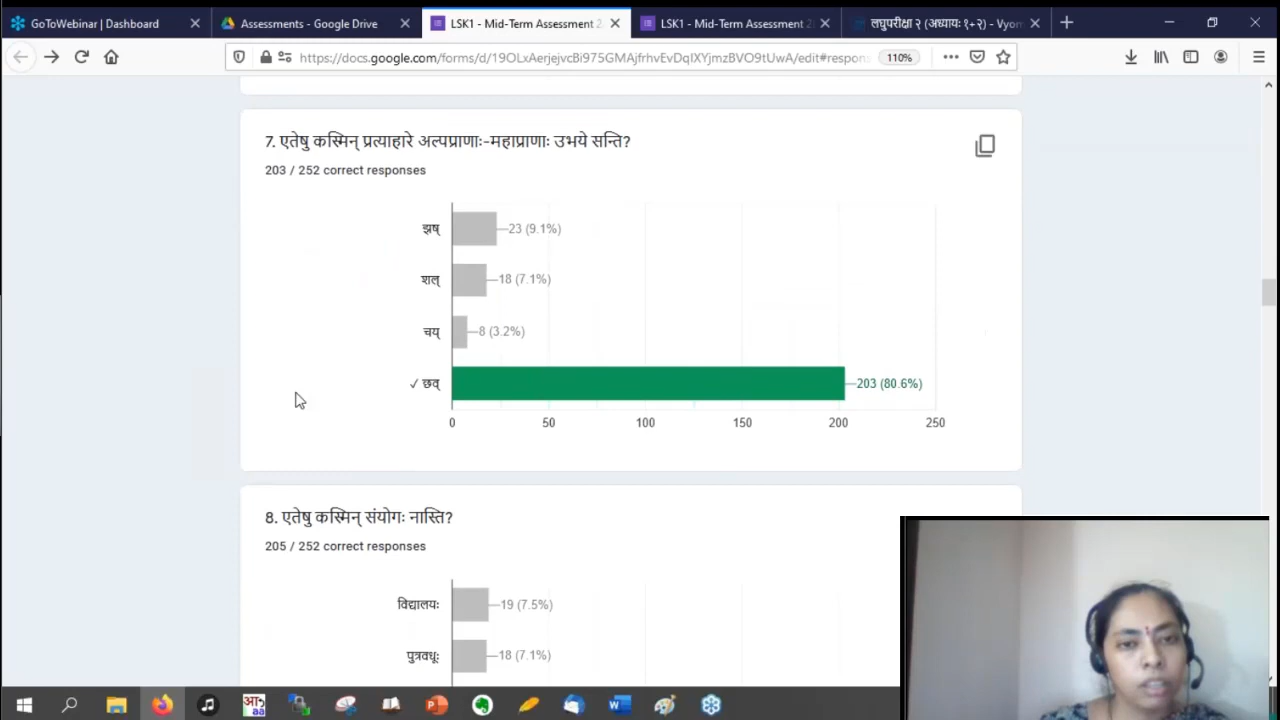 GoToWebinar | Dashboard
Assessments - Google Drive
LSK1 - Mid-Term Assessment 2
LSK1 - Mid-Term Assessment 2
लघुपरीक्षा २ (अध्यायः १+२) - Vyom
https://docs.google.com/forms/d/19OLxAerjejvcBi975GMAjfrhvEvDqIXYjmzBVO9tUwA/edit#respon
110%
7. एतेषु कस्मिन् प्रत्याहारे अल्पप्राणाः-महाप्राणाः उभये सन्ति?
203 / 252 correct responses
झष्
23 (9.1%)
शल्
18 (7.1%)
चय्
8 (3.2%)
✓ छव्
203 (80.6%)
0 50 100 150 200 250
8. एतेषु कस्मिन् संयोगः नास्ति?
205 / 252 correct responses
विद्यालयः
19 (7.5%)
पुत्रवधूः
18 (7.1%)